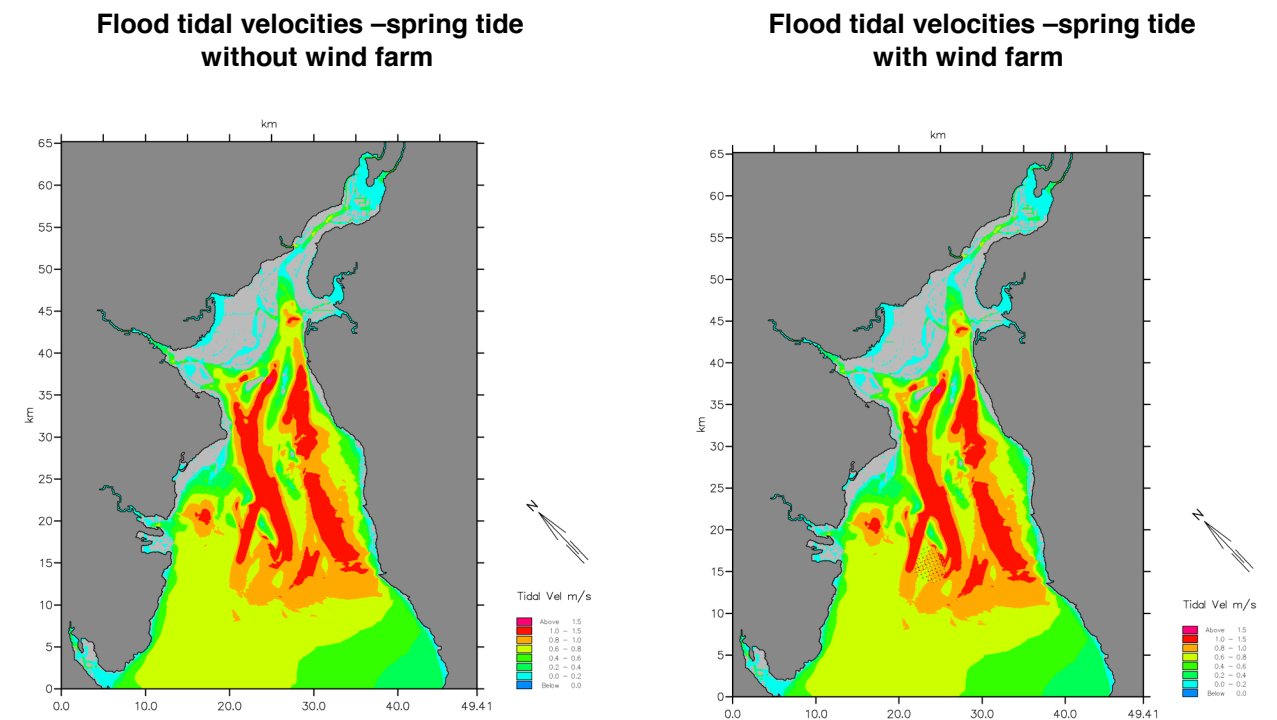 Flood tidal velocities –spring tide
without wind farm
km
65
60
55
50
45
40
35
30
25
20
15
10
5
0
km
0.0
10.0
20.0
30.0
40.0
49.41
N
Tidal Vel m/s
Above 1.5
1.0 – 1.5
0.8 – 1.0
0.6 – 0.8
0.4 – 0.6
0.2 – 0.4
0.0 – 0.2
Below 0.0
Flood tidal velocities –spring tide
with wind farm
km
65
60
55
50
45
40
35
30
25
20
15
10
5
0
km
0.0
10.0
20.0
30.0
40.0
49.41
N
Tidal Vel m/s
Above 1.5
1.0 – 1.5
0.8 – 1.0
0.6 – 0.8
0.4 – 0.6
0.2 – 0.4
0.0 – 0.2
Below 0.0